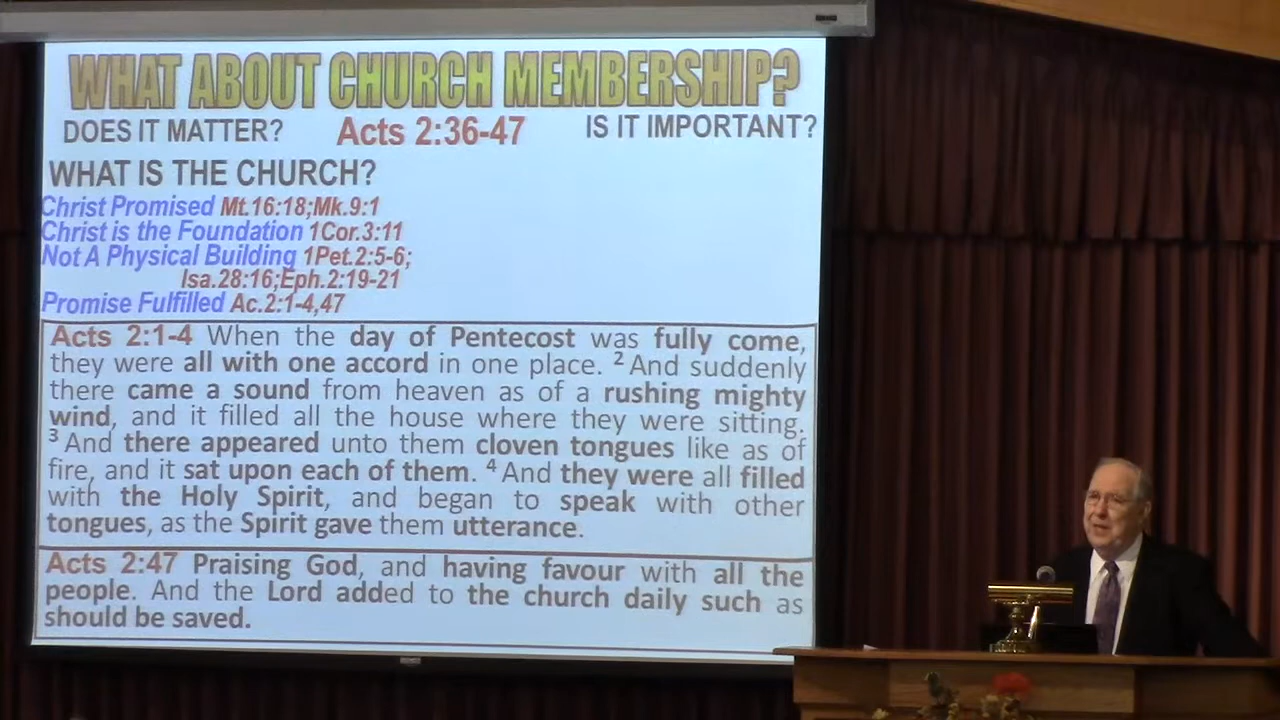 WHAT ABOUT CHURCH MEMBERSHIP?
DOES IT MATTER? Acts 2:36-47 IS IT IMPORTANT?
WHAT IS THE CHURCH?
Christ Promised Mt.16:18;Mk.9:1
Christ is the Foundation 1Cor.3:11
Not A Physical Building 1Pet.2:5-6;
Isa.28:16;Eph.2:19-21
Promise Fulfilled Ac.2:1-4,47
Acts 2:1-4 When the day of Pentecost was fully come,
they were all with one accord in one place. 2 And suddenly
there came a sound from heaven as of a rushing mighty
wind, and it filled all the house where they were sitting.
3 And there appeared unto them cloven tongues like as of
fire, and it sat upon each of them. 4 And they were all filled
with the Holy Spirit, and began to speak with other
tongues, as the Spirit gave them utterance.
Acts 2:47 Praising God, and having favour with all the
people. And the Lord added to the church daily such as
should be saved.